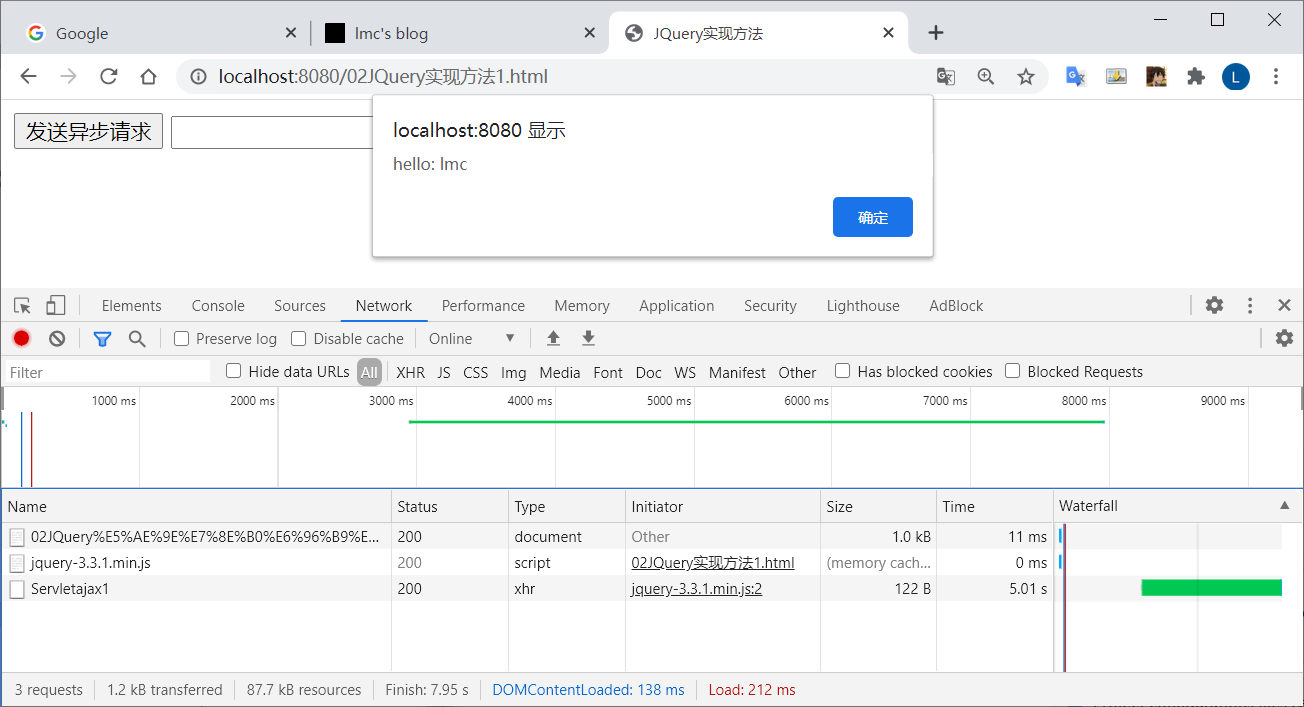 Google lmc's blog JQuery实现方法
localhost:8080/02JQuery实现方法1.html L
发送异步请求
localhost:8080 显示
hello: lmc
确定
Elements Console Sources Network Performance Memory Application Security Lighthouse AdBlock
Preserve log Disable cache Online
Filter Hide data URLs All XHR JS CSS Img Media Font Doc WS Manifest Other Has blocked cookies Blocked Requests
1000 ms 2000 ms 3000 ms 4000 ms 5000 ms 6000 ms 7000 ms 8000 ms 9000 ms
Name Status Type Initiator Size Time Waterfall
02JQuery%E5%AE%9E%E7%8E%B0%E6%96%B9%E... 200 document Other 1.0 kB 11 ms
jquery-3.3.1.min.js 200 script 02JQuery实现方法1.html (memory cach... 0 ms
Servletajax1 200 xhr jquery-3.3.1.min.js:2 122 B 5.01 s
3 requests 1.2 kB transferred 87.7 kB resources Finish: 7.95 s DOMContentLoaded: 138 ms Load: 212 ms